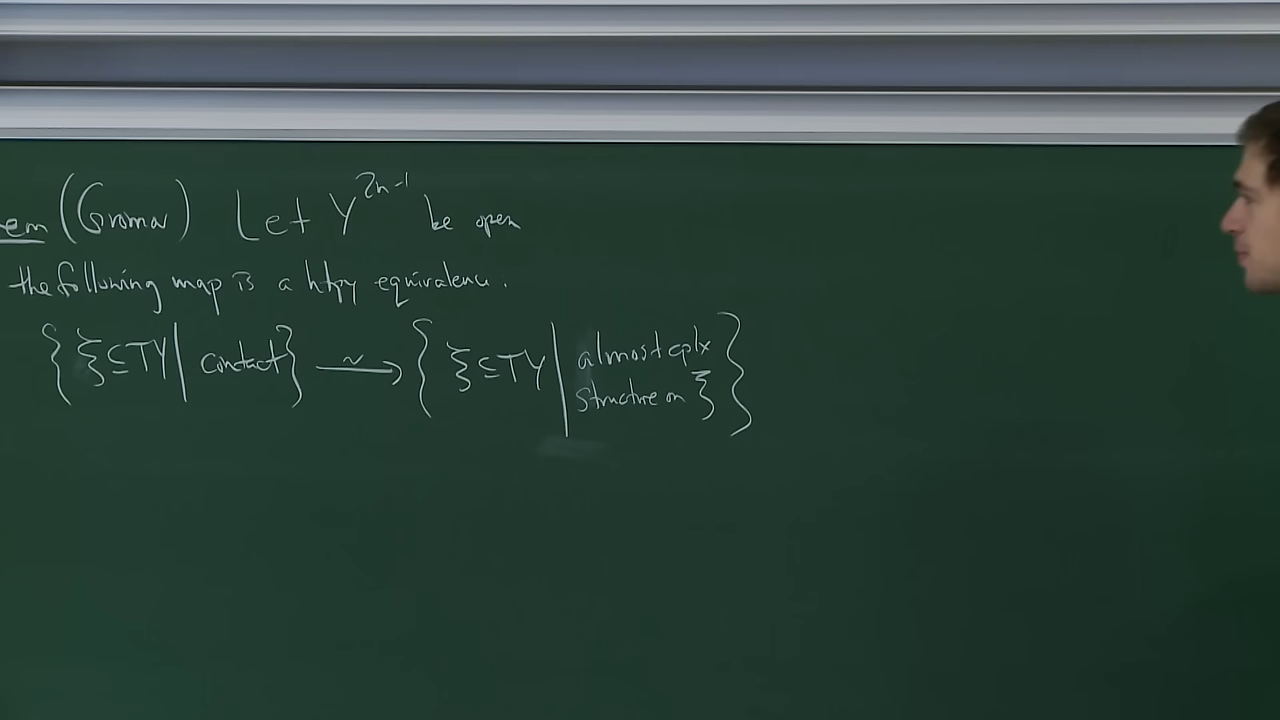 em (Gromov) Let Y^{2n-1} be open
the following map is a htpy equivalence.
{ξ⊆TY | contact} ⟶^{~} {ξ⊆TY | almost cplx structure on ξ}